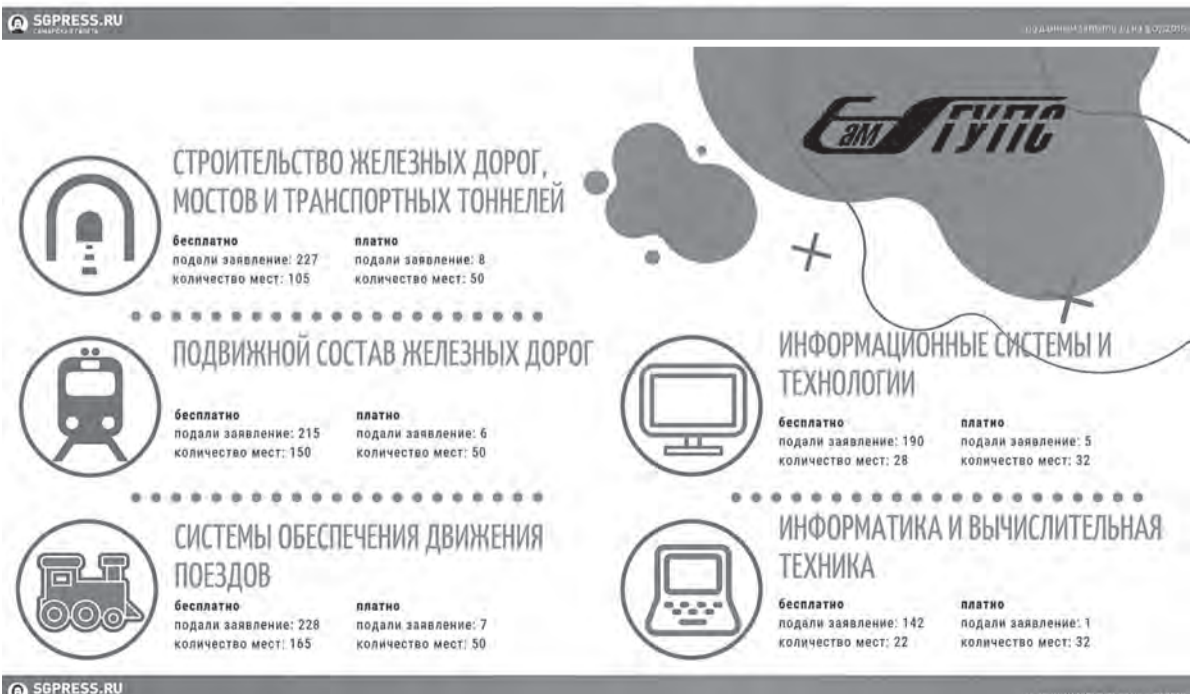 SGPRESS.RU
САМАРСКАЯ ГАЗЕТА
Сам ГУПС
СТРОИТЕЛЬСТВО ЖЕЛЕЗНЫХ ДОРОГ,
МОСТОВ И ТРАНСПОРТНЫХ ТОННЕЛЕЙ
бесплатно
подали заявление: 227
количество мест: 105
платно
подали заявление: 8
количество мест: 50
ПОДВИЖНОЙ СОСТАВ ЖЕЛЕЗНЫХ ДОРОГ
бесплатно
подали заявление: 215
количество мест: 150
платно
подали заявление: 6
количество мест: 50
СИСТЕМЫ ОБЕСПЕЧЕНИЯ ДВИЖЕНИЯ
ПОЕЗДОВ
бесплатно
подали заявление: 228
количество мест: 165
платно
подали заявление: 7
количество мест: 50
ИНФОРМАЦИОННЫЕ СИСТЕМЫ И
ТЕХНОЛОГИИ
бесплатно
подали заявление: 190
количество мест: 28
платно
подали заявление: 5
количество мест: 32
ИНФОРМАТИКА И ВЫЧИСЛИТЕЛЬНАЯ
ТЕХНИКА
бесплатно
подали заявление: 142
количество мест: 22
платно
подали заявление: 1
количество мест: 32
SGPRESS.RU